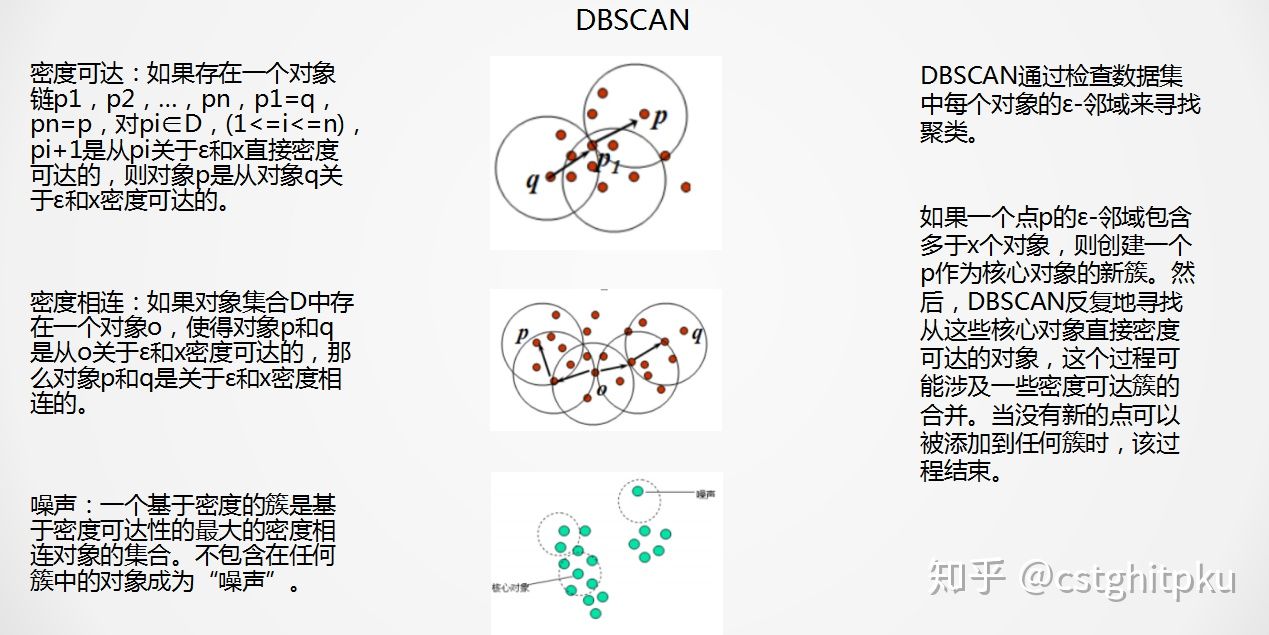 DBSCAN
密度可达：如果存在一个对象
链p1，p2，…，pn，p1=q，
pn=p，对pi∈D，(1<=i<=n)，
pi+1是从pi关于ε和x直接密度
可达的，则对象p是从对象q关
于ε和x密度可达的。
p
p1
q
密度相连：如果对象集合D中存
在一个对象o，使得对象p和q
是从o关于ε和x密度可达的，那
么对象p和q是关于ε和x密度相
连的。
p
q
o
噪声：一个基于密度的簇是基
于密度可达性的最大的密度相
连对象的集合。不包含在任何
簇中的对象成为“噪声”。
噪声
核心对象
DBSCAN通过检查数据集
中每个对象的ε-邻域来寻找
聚类。
如果一个点p的ε-邻域包含
多于x个对象，则创建一个
p作为核心对象的新簇。然
后，DBSCAN反复地寻找
从这些核心对象直接密度
可达的对象，这个过程可
能涉及一些密度可达簇的
合并。当没有新的点可以
被添加到任何簇时，该过
程结束。
知乎 @cstghitpku